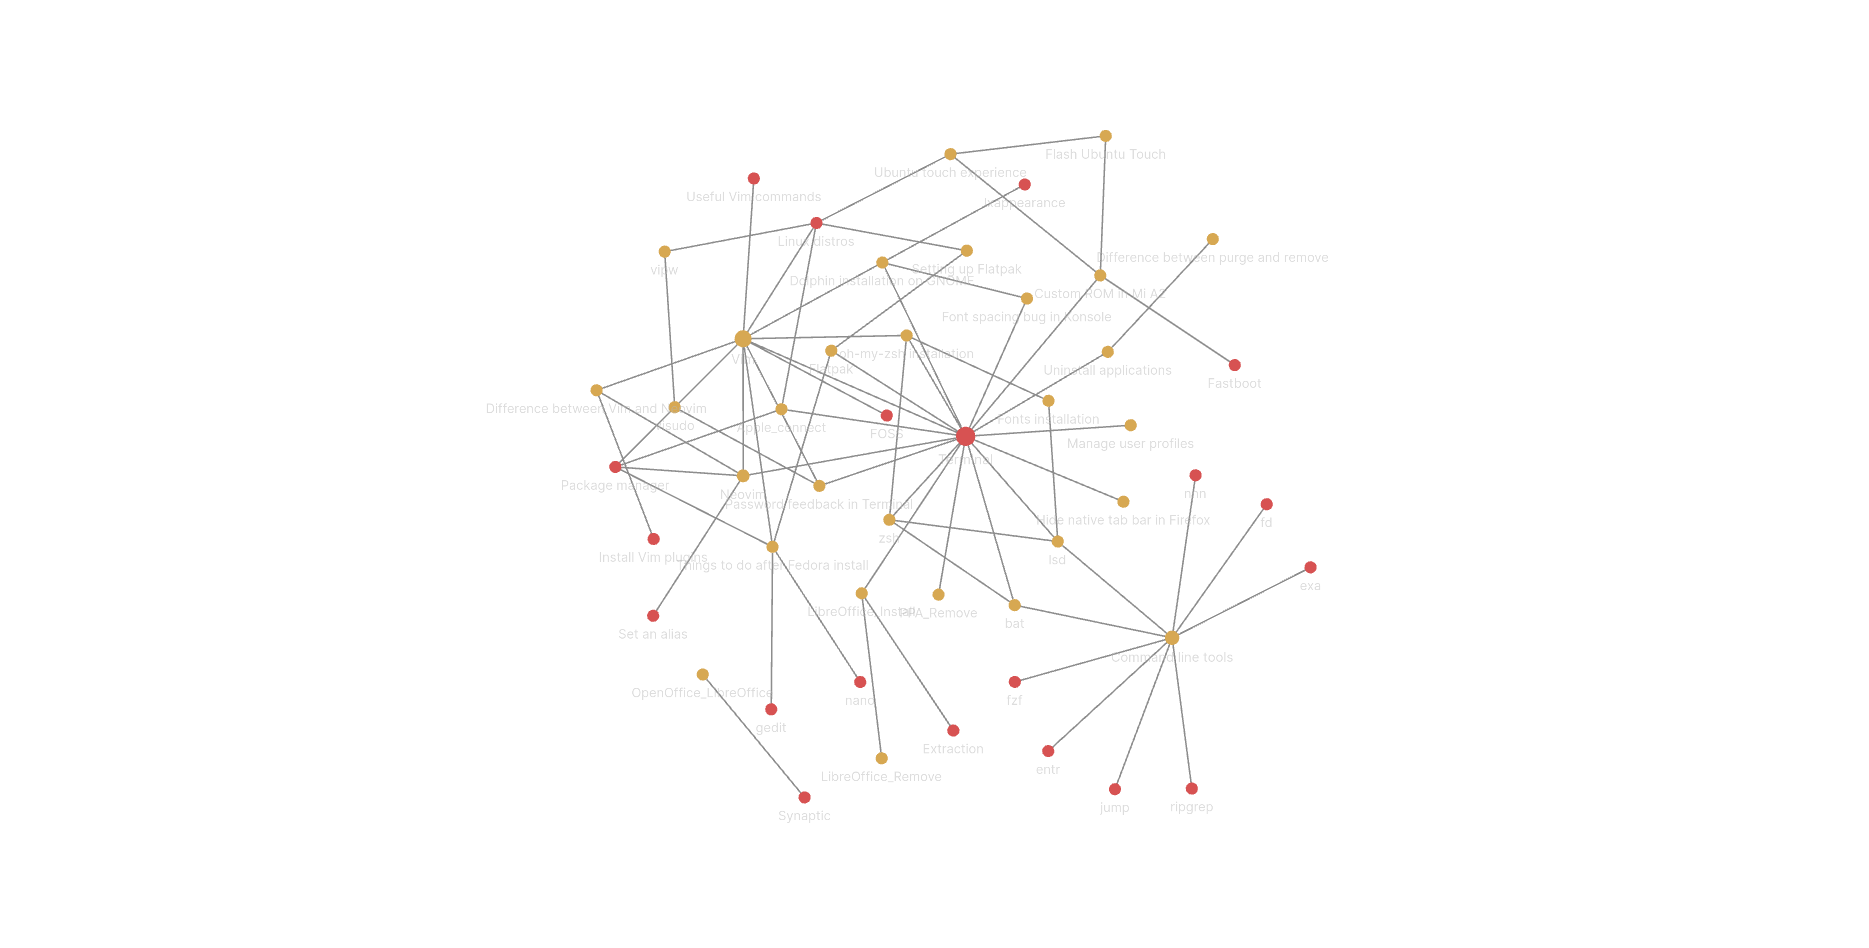 Flash Ubuntu Touch
Ubuntu touch experience
Useful Vim commands
lxappearance
Linux distros
Difference between purge and remove
vipw
Setting up Flatpak
Dolphin installation on GNOME
Custom ROM in Mi A2
Font spacing bug in Konsole
oh-my-zsh installation
Vim
Flatpak
Uninstall applications
Fastboot
Difference between Vim and Neovim
Fonts installation
visudo
Apple_connect
FOSS
Manage user profiles
Terminal
Package manager
Neovim
nnn
Password feedback in Terminal
Hide native tab bar in Firefox
fd
zsh
Install Vim plugins
lsd
Things to do after Fedora install
exa
LibreOffice_Install
PPA_Remove
bat
Set an alias
Command line tools
OpenOffice_LibreOffice
nano
fzf
gedit
Extraction
entr
LibreOffice_Remove
jump
ripgrep
Synaptic